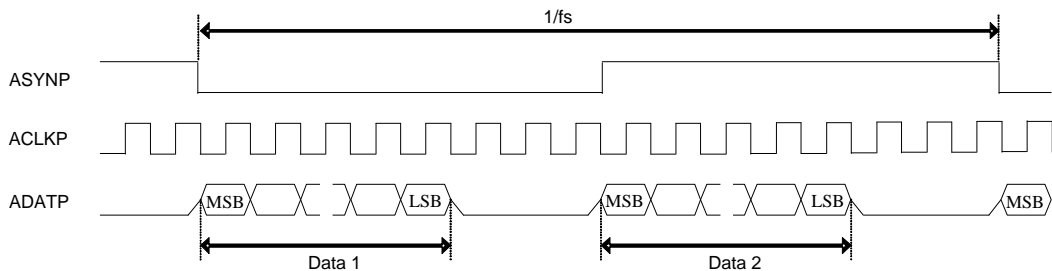 1/fs
ASYNP
ACLKP
ADATP
MSB LSB MSB LSB MSB
Data 1 Data 2